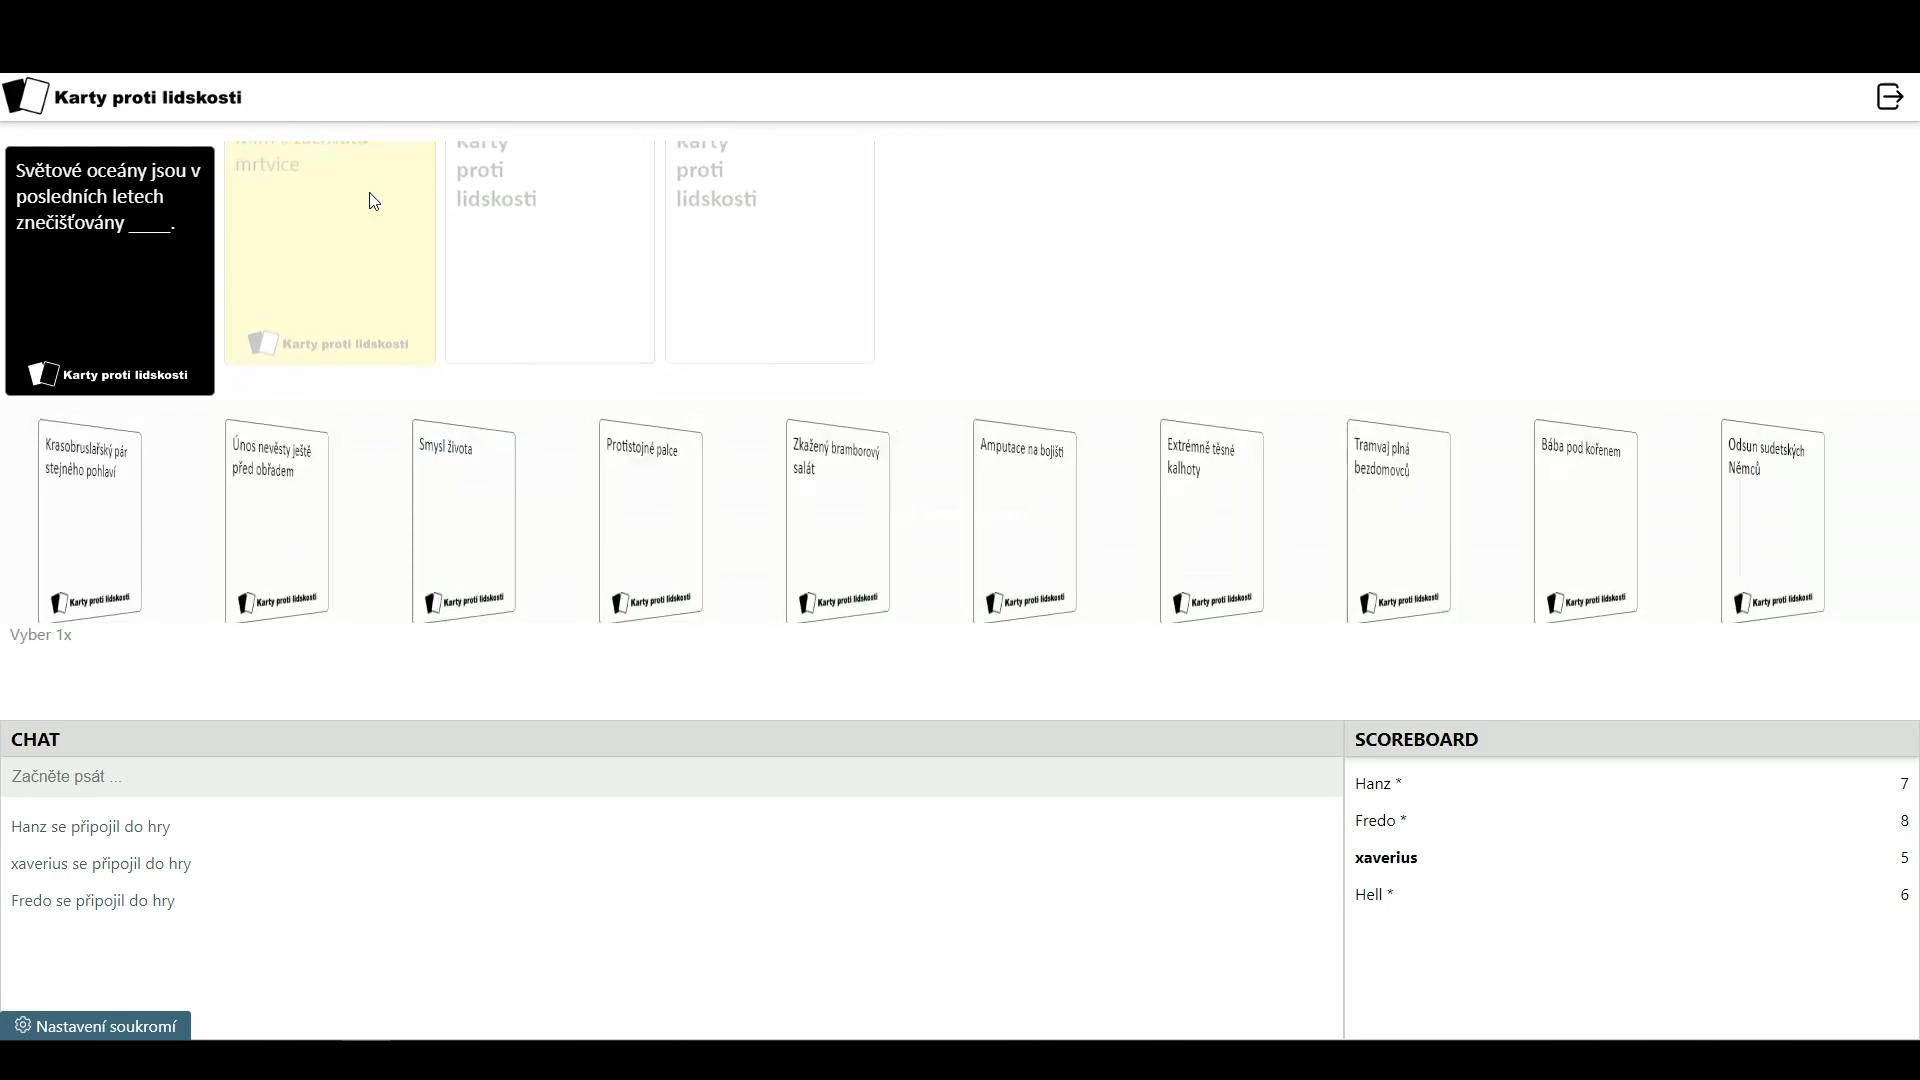 Karty proti lidskosti
Světové oceány jsou v
posledních letech
znečišťovány ____.
Karty proti lidskosti
mrtvice
Karty proti lidskosti
Karty
proti
lidskosti
Karty
proti
lidskosti
Krasobruslařský pár
stejného pohlaví
Karty proti lidskosti
Únos nevěsty ještě
před obřadem
Karty proti lidskosti
Smysl života
Karty proti lidskosti
Protistojné palce
Karty proti lidskosti
Zkažený bramborový
salát
Karty proti lidskosti
Amputace na bojišti
Karty proti lidskosti
Extrémně těsné
kalhoty
Karty proti lidskosti
Tramvaj plná
bezdomovců
Karty proti lidskosti
Bába pod kořenem
Karty proti lidskosti
Odsun sudetských
Němců
Karty proti lidskosti
Vyber 1x
CHAT
Začněte psát ...
Hanz se připojil do hry
xaverius se připojil do hry
Fredo se připojil do hry
Nastavení soukromí
SCOREBOARD
Hanz * 7
Fredo * 8
xaverius 5
Hell * 6